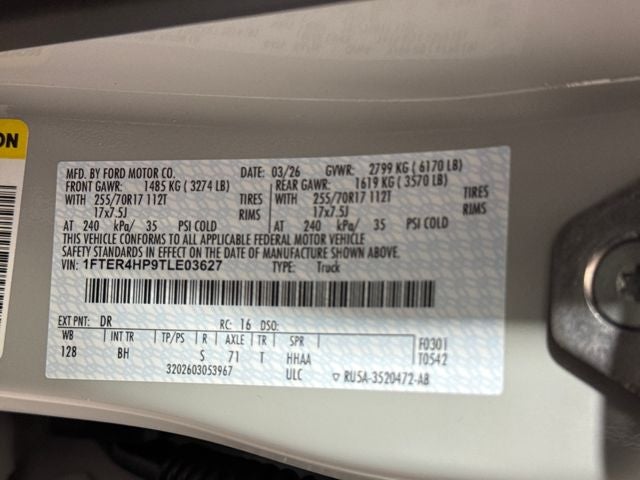 ON
MFD. BY FORD MOTOR CO. DATE: 03/26 GVWR: 2799 KG ( 6170 LB)
FRONT GAWR: 1485 KG ( 3274 LB) REAR GAWR: 1619 KG ( 3570 LB)
WITH 255/70R17 112T TIRES WITH 255/70R17 112T TIRES
17x7.5J RIMS 17x7.5J RIMS
AT 240 kPa/ 35 PSI COLD AT 240 kPa/ 35 PSI COLD
THIS VEHICLE CONFORMS TO ALL APPLICABLE FEDERAL MOTOR VEHICLE
SAFETY STANDARDS IN EFFECT ON THE DATE OF MANUFACTURE SHOWN ABOVE.
VIN: 1FTER4HP9TLE03627 TYPE: Truck
EXT PNT: DR RC: 16 DSO:
WB INT TR TP/PS R AXLE TR SPR F0301
128 BH S 71 T HHAA T0542
3202603053967 ULC ▽ RU5A-3520472-AB